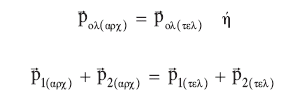 p⃗ολ(αρχ) = p⃗ολ(τελ) ή
p⃗1(αρχ) + p⃗2(αρχ) = p⃗1(τελ) + p⃗2(τελ)